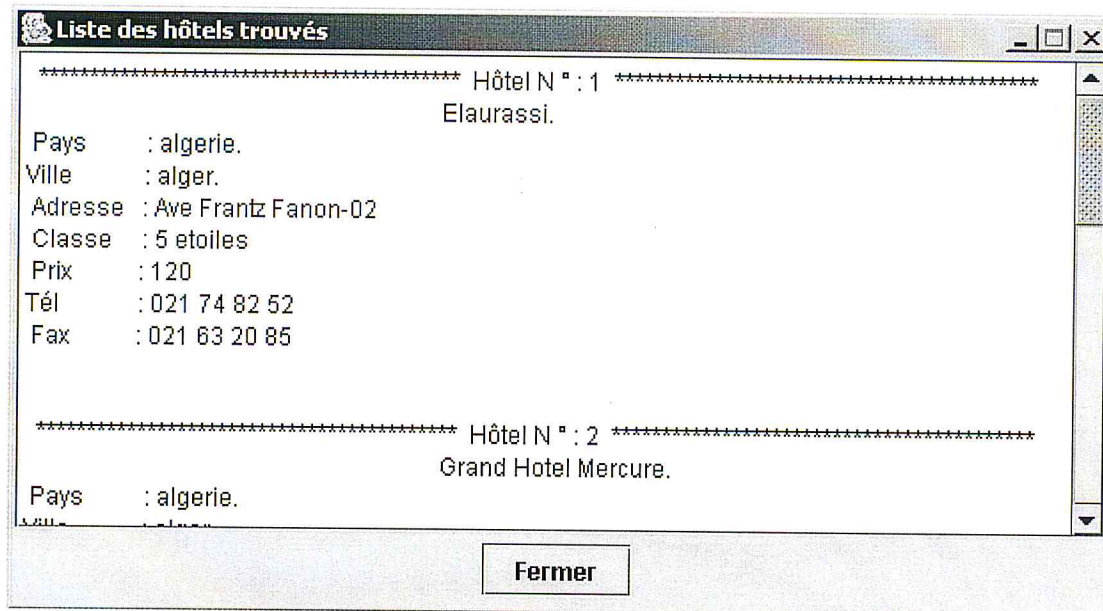 Liste des hôtels trouvés
***************************************** Hôtel N ° : 1 *****************************************
Elaurassi.
Pays : algerie.
Ville : alger.
Adresse : Ave Frantz Fanon-02
Classe : 5 etoiles
Prix : 120
Tél : 021 74 82 52
Fax : 021 63 20 85
***************************************** Hôtel N ° : 2 *****************************************
Grand Hotel Mercure.
Pays : algerie.
Fermer